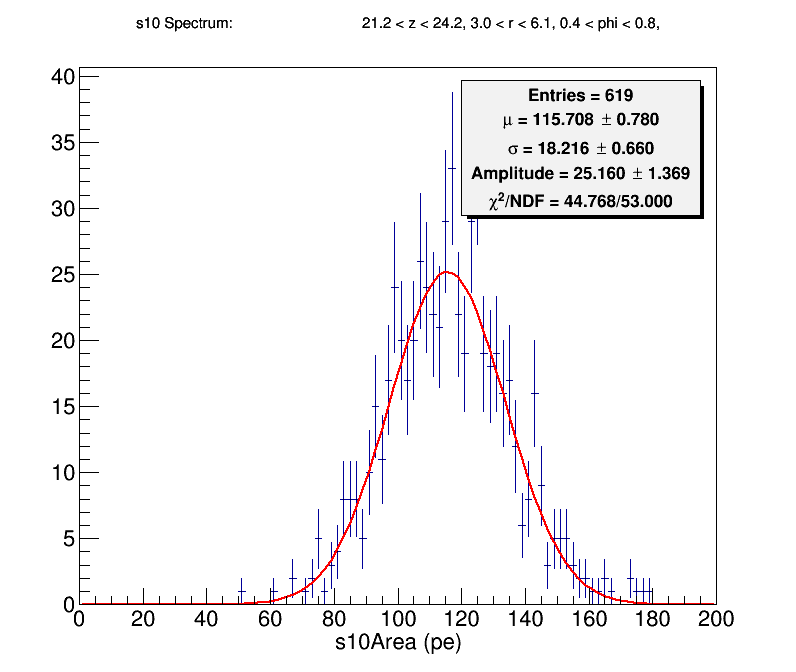 s10 Spectrum: 21.2 < z < 24.2, 3.0 < r < 6.1, 0.4 < phi < 0.8,
Entries = 619
μ = 115.708 ± 0.780
σ = 18.216 ± 0.660
Amplitude = 25.160 ± 1.369
χ²/NDF = 44.768/53.000
40
35
30
25
20
15
10
5
0
0 20 40 60 80 100 120 140 160 180 200
s10Area (pe)